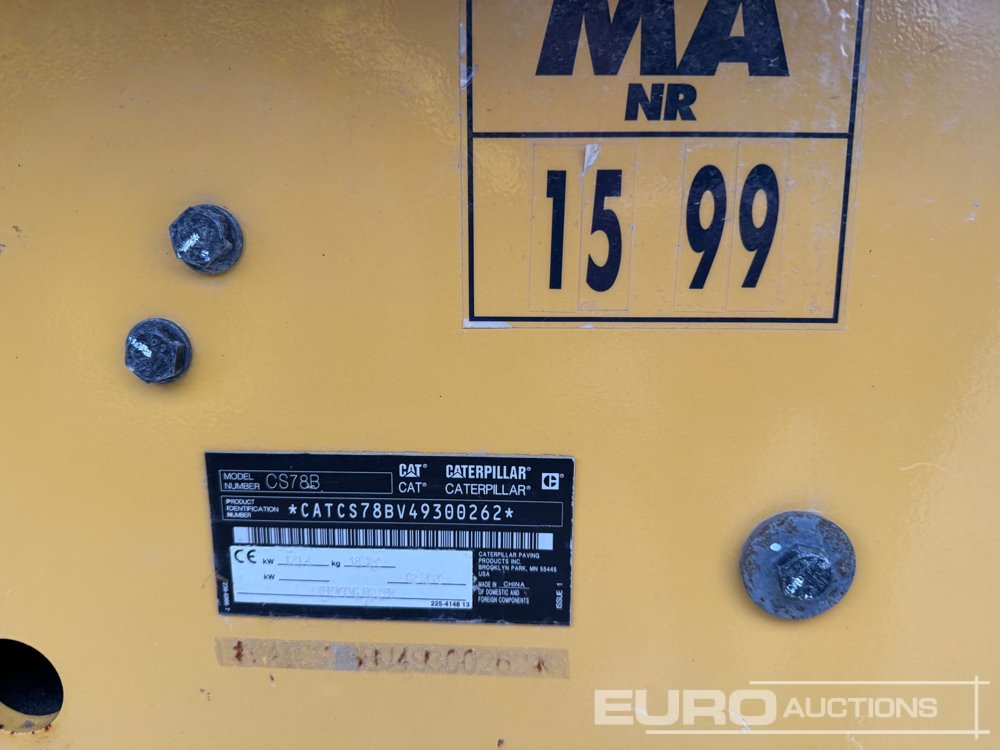 MA
NR
15 99
MODEL NUMBER CS78B
CAT® CATERPILLAR®
CAT® CATERPILLAR®
PRODUCT IDENTIFICATION NUMBER *CATCS78BV49300262*
CE kW kg
kW
CATERPILLAR PAVING
PRODUCTS INC.
BROOKLYN PARK, MN 55445
USA
MADE IN CHINA
OF DOMESTIC AND
FOREIGN COMPONENTS
225-4148 13
ISSUE 1
EURO AUCTIONS